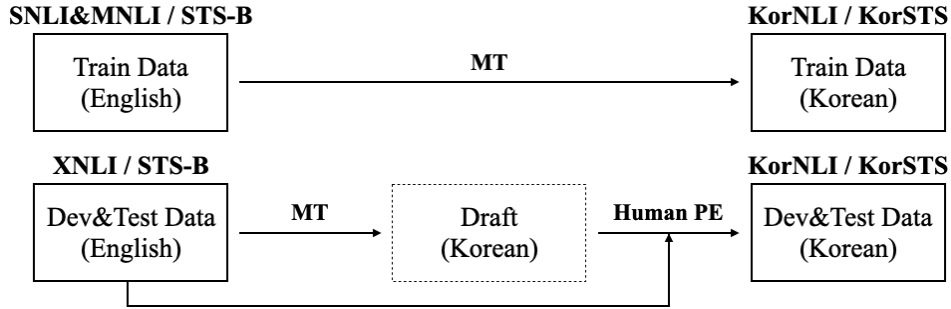 SNLI&MNLI / STS-B
KorNLI / KorSTS
Train Data
(English)
MT
Train Data
(Korean)
XNLI / STS-B
KorNLI / KorSTS
Dev&Test Data
(English)
MT
Draft
(Korean)
Human PE
Dev&Test Data
(Korean)